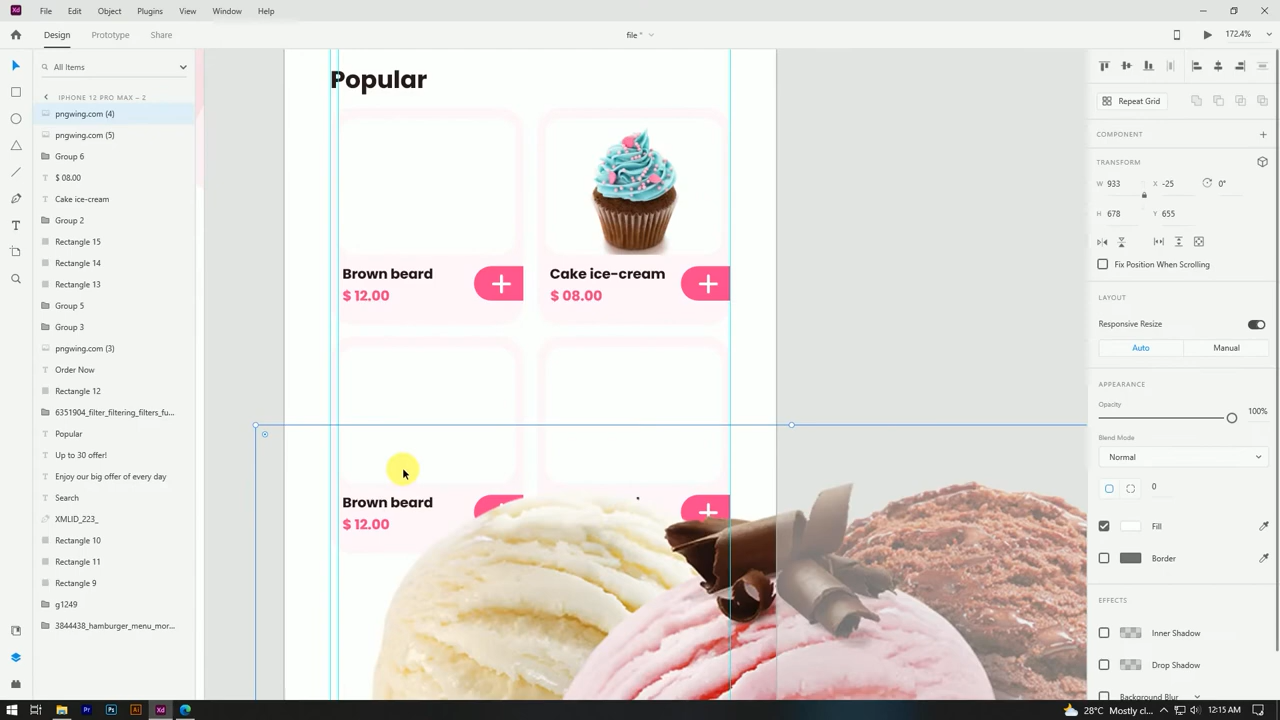 File Edit Object Plugins View Window Help
Design Prototype Share
file *
172.4%
All Items
IPHONE 12 PRO MAX – 2
pngwing.com (4)
pngwing.com (5)
Group 6
$ 08.00
Cake ice-cream
Group 2
Rectangle 15
Rectangle 14
Rectangle 13
Group 5
Group 3
pngwing.com (3)
Order Now
Rectangle 12
6351904_filter_filtering_filters_fu...
Popular
Up to 30 offer!
Enjoy our big offer of every day
Search
XMLID_223_
Rectangle 10
Rectangle 11
Rectangle 9
g1249
3844438_hamburger_menu_mor...
Popular
Brown beard
$ 12.00
Cake ice-cream
$ 08.00
Brown beard
$ 12.00
Repeat Grid
COMPONENT
TRANSFORM
W 933 X -25 0°
H 678 Y 655
Fix Position When Scrolling
LAYOUT
Responsive Resize
Auto Manual
APPEARANCE
Opacity
100%
Blend Mode
Normal
0
Fill
Border
EFFECTS
Inner Shadow
Drop Shadow
Background Blur
28°C Mostly cl... 12:15 AM